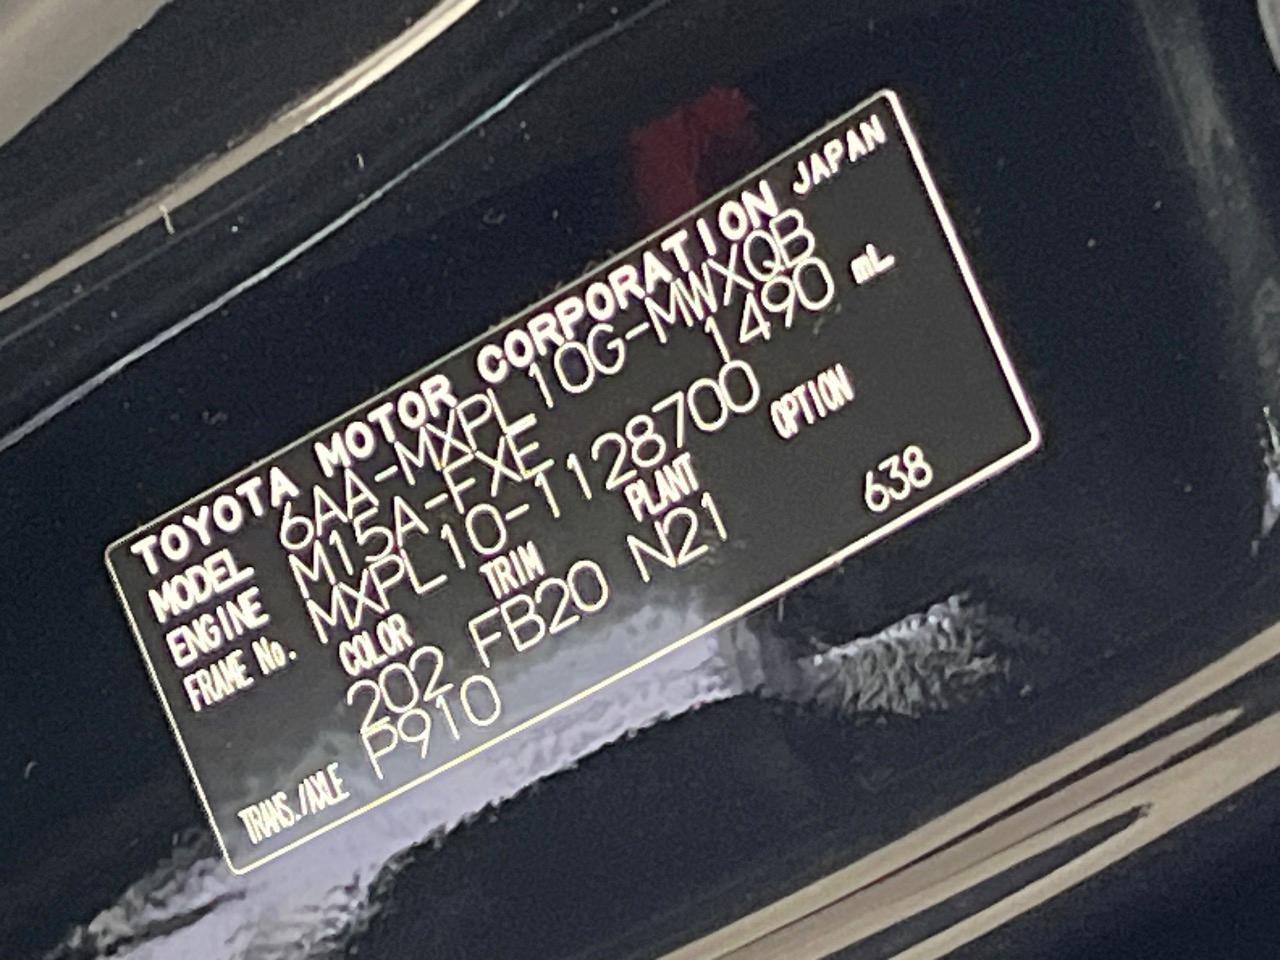 TOYOTA MOTOR CORPORATION JAPAN
MODEL 6AA-MXPL10G-MWXQB
ENGINE M15A-FXE 1490 mL
FRAME No. MXPL10-1128700
COLOR TRIM PLANT OPTION
202 FB20 N21 638
TRANS./AXLE P910